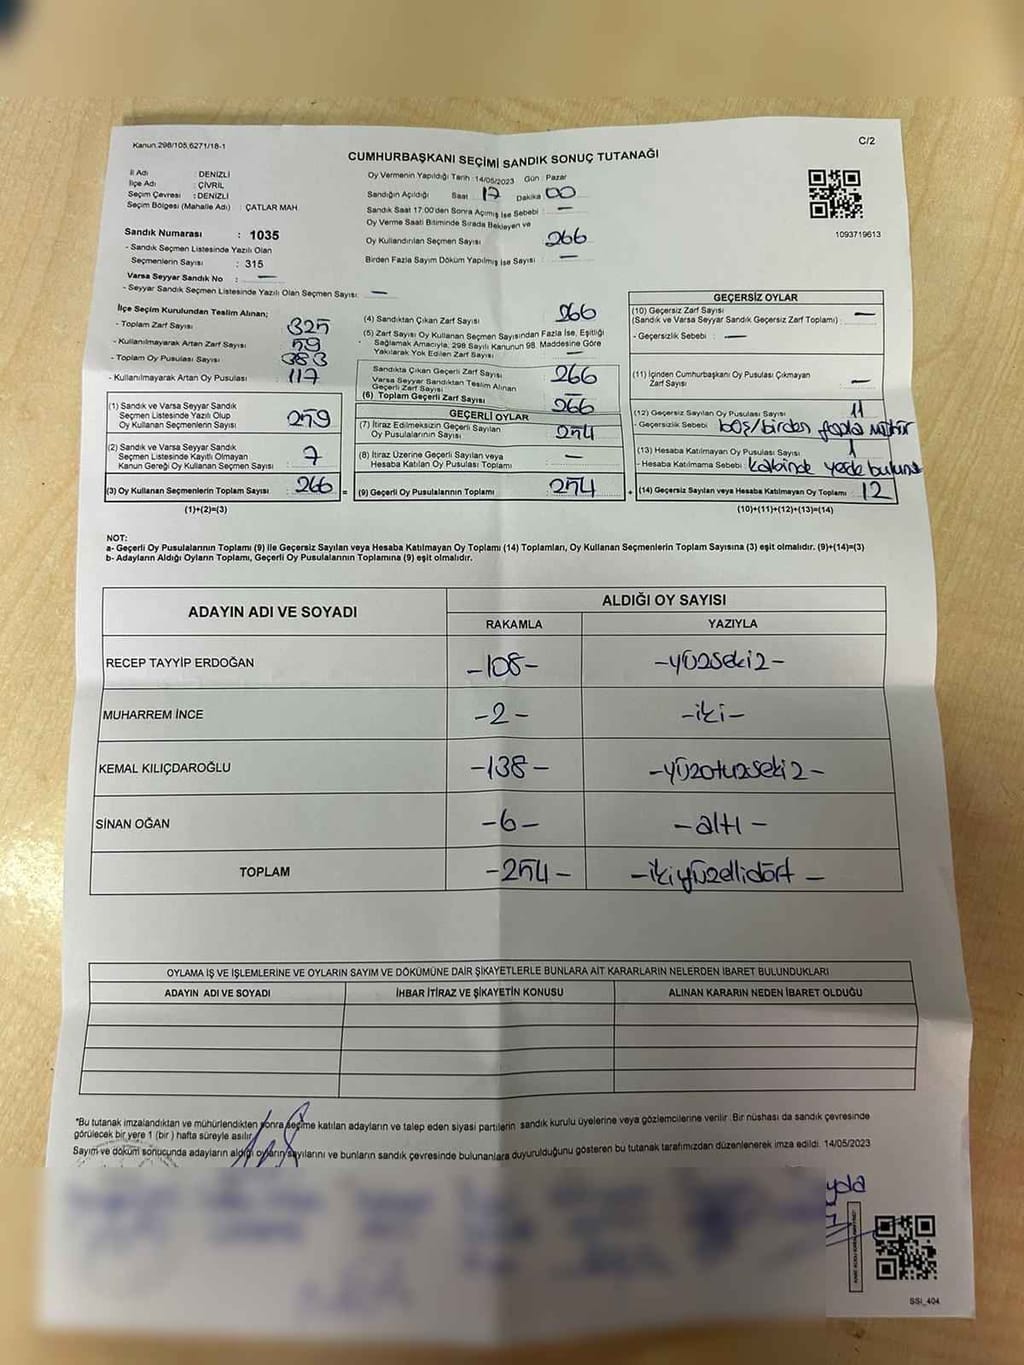 Kanun.298/105,6271/18-1
C/2
CUMHURBAŞKANI SEÇİMİ SANDIK SONUÇ TUTANAĞI
İl Adı : DENİZLİ
İlçe Adı : ÇİVRİL
Seçim Çevresi : DENİZLİ
Seçim Bölgesi (Mahalle Adı) : ÇATLAR MAH.
Sandık Numarası : 1035
- Sandık Seçmen Listesinde Yazılı Olan
Seçmenlerin Sayısı : 315
Varsa Seyyar Sandık No : —
- Seyyar Sandık Seçmen Listesinde Yazılı Olan Seçmen Sayısı: —
Oy Vermenin Yapıldığı Tarih :14/05/2023 Gün : Pazar
Sandığın Açıldığı Saat 17 Dakika 00
Sandık Saat 17.00'den Sonra Açılmış İse Sebebi : —
Oy Verme Saati Bitiminde Sırada Bekleyen ve
Oy Kullandırılan Seçmen Sayısı 266
Birden Fazla Sayım Döküm Yapılmış İse Sayısı : —
1093719613
İlçe Seçim Kurulundan Teslim Alınan;
- Toplam Zarf Sayısı : 325
- Kullanılmayarak Artan Zarf Sayısı : 59
- Toplam Oy Pusulası Sayısı : 383
- Kullanılmayarak Artan Oy Pusulası : 117
(1) Sandık ve Varsa Seyyar Sandık
Seçmen Listesinde Yazılı Olup
Oy Kullanan Seçmenlerin Sayısı : 259
(2) Sandık ve Varsa Seyyar Sandık
Seçmen Listesinde Kayıtlı Olmayan
Kanun Gereği Oy Kullanan Seçmen Sayısı : 7
(3) Oy Kullanan Seçmenlerin Toplam Sayısı : 266 =
(1)+(2)=(3)
(4) Sandıktan Çıkan Zarf Sayısı : 266
(5) Zarf Sayısı Oy Kullanan Seçmen Sayısından Fazla İse, Eşitliği
Sağlamak Amacıyla, 298 Sayılı Kanunun 98. Maddesine Göre
Yakılarak Yok Edilen Zarf Sayısı : —
Sandıkta Çıkan Geçerli Zarf Sayısı : 266
Varsa Seyyar Sandıktan Teslim Alınan
Geçerli Zarf Sayısı : —
(6) Toplam Geçerli Zarf Sayısı : 266
GEÇERLİ OYLAR
(7) İtiraz Edilmeksizin Geçerli Sayılan
Oy Pusulalarının Sayısı : 254
(8) İtiraz Üzerine Geçerli Sayılan veya
Hesaba Katılan Oy Pusulası Toplamı : —
(9) Geçerli Oy Pusulalarının Toplamı : 254 +
GEÇERSİZ OYLAR
(10) Geçersiz Zarf Sayısı
(Sandık ve Varsa Seyyar Sandık Geçersiz Zarf Toplamı) : —
- Geçersizlik Sebebi : —
(11) İçinden Cumhurbaşkanı Oy Pusulası Çıkmayan
Zarf Sayısı : —
(12) Geçersiz Sayılan Oy Pusulası Sayısı : 11
- Geçersizlik Sebebi : boş/birden fazla mühür
(13) Hesaba Katılmayan Oy Pusulası Sayısı : 1
- Hesaba Katılmama Sebebi : kabinde yerde
(14) Geçersiz Sayılan veya Hesaba Katılmayan Oy Toplamı : 12
(10)+(11)+(12)+(13)=(14)
NOT:
a- Geçerli Oy Pusulalarının Toplamı (9) ile Geçersiz Sayılan veya Hesaba Katılmayan Oy Toplamı (14) Toplamları, Oy Kullanan Seçmenlerin Toplam Sayısına (3) eşit olmalıdır. (9)+(14)=(3)
b- Adayların Aldığı Oyların Toplamı, Geçerli Oy Pusulalarının Toplamına (9) eşit olmalıdır.
ADAYIN ADI VE SOYADI ALDIĞI OY SAYISI
RAKAMLA YAZIYLA
RECEP TAYYİP ERDOĞAN -108- -yüzsekiz-
MUHARREM İNCE -2- -iki-
KEMAL KILIÇDAROĞLU -138- -yüzotuzsekiz-
SİNAN OĞAN -6- -altı-
TOPLAM -254- -ikiyüzellidört-
OYLAMA İŞ VE İŞLEMLERİNE VE OYLARIN SAYIM VE DÖKÜMÜNE DAİR ŞİKAYETLERLE BUNLARA AİT KARARLARIN NELERDEN İBARET BULUNDUKLARI
ADAYIN ADI VE SOYADI İHBAR İTİRAZ VE ŞİKAYETİN KONUSU ALINAN KARARIN NEDEN İBARET OLDUĞU
*Bu tutanak imzalandıktan ve mühürlendikten sonra seçime katılan adayların ve talep eden siyasi partilerin sandık kurulu üyelerine veya gözlemcilerine verilir. Bir nüshası da sandık çevresinde
görülecek bir yere 1 (bir) hafta süreyle asılır.
Sayım ve döküm sonucunda adayların aldığı oyların sayılarını ve bunların sandık çevresinde bulunanlara duyurulduğunu gösteren bu tutanak tarafımızdan düzenlenerek imza edildi. 14/05/2023
SSI_404